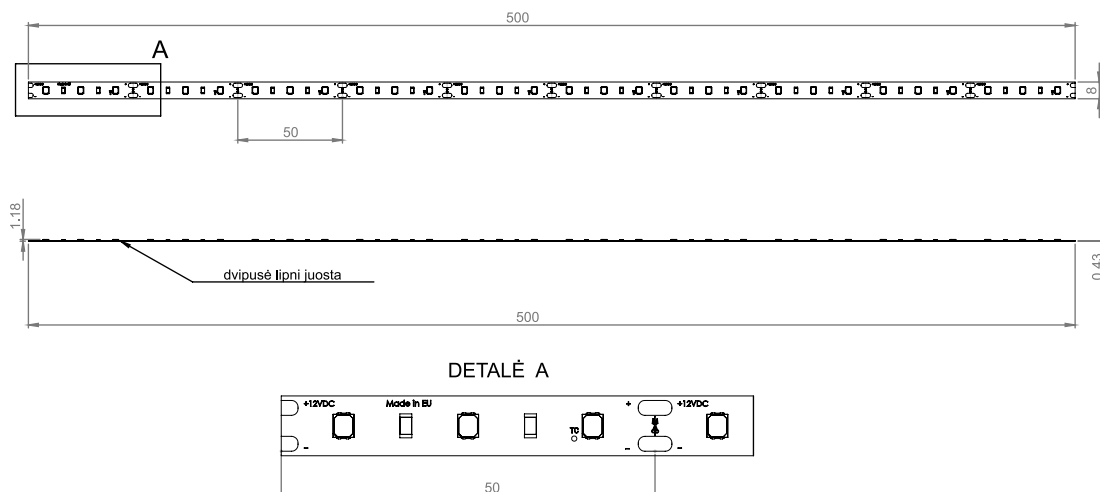 500
A
8
50
1.18
dvipusė lipni juosta
0.43
500
DETALĖ A
+12VDC Made in EU + +12VDC
TC
- - -
50